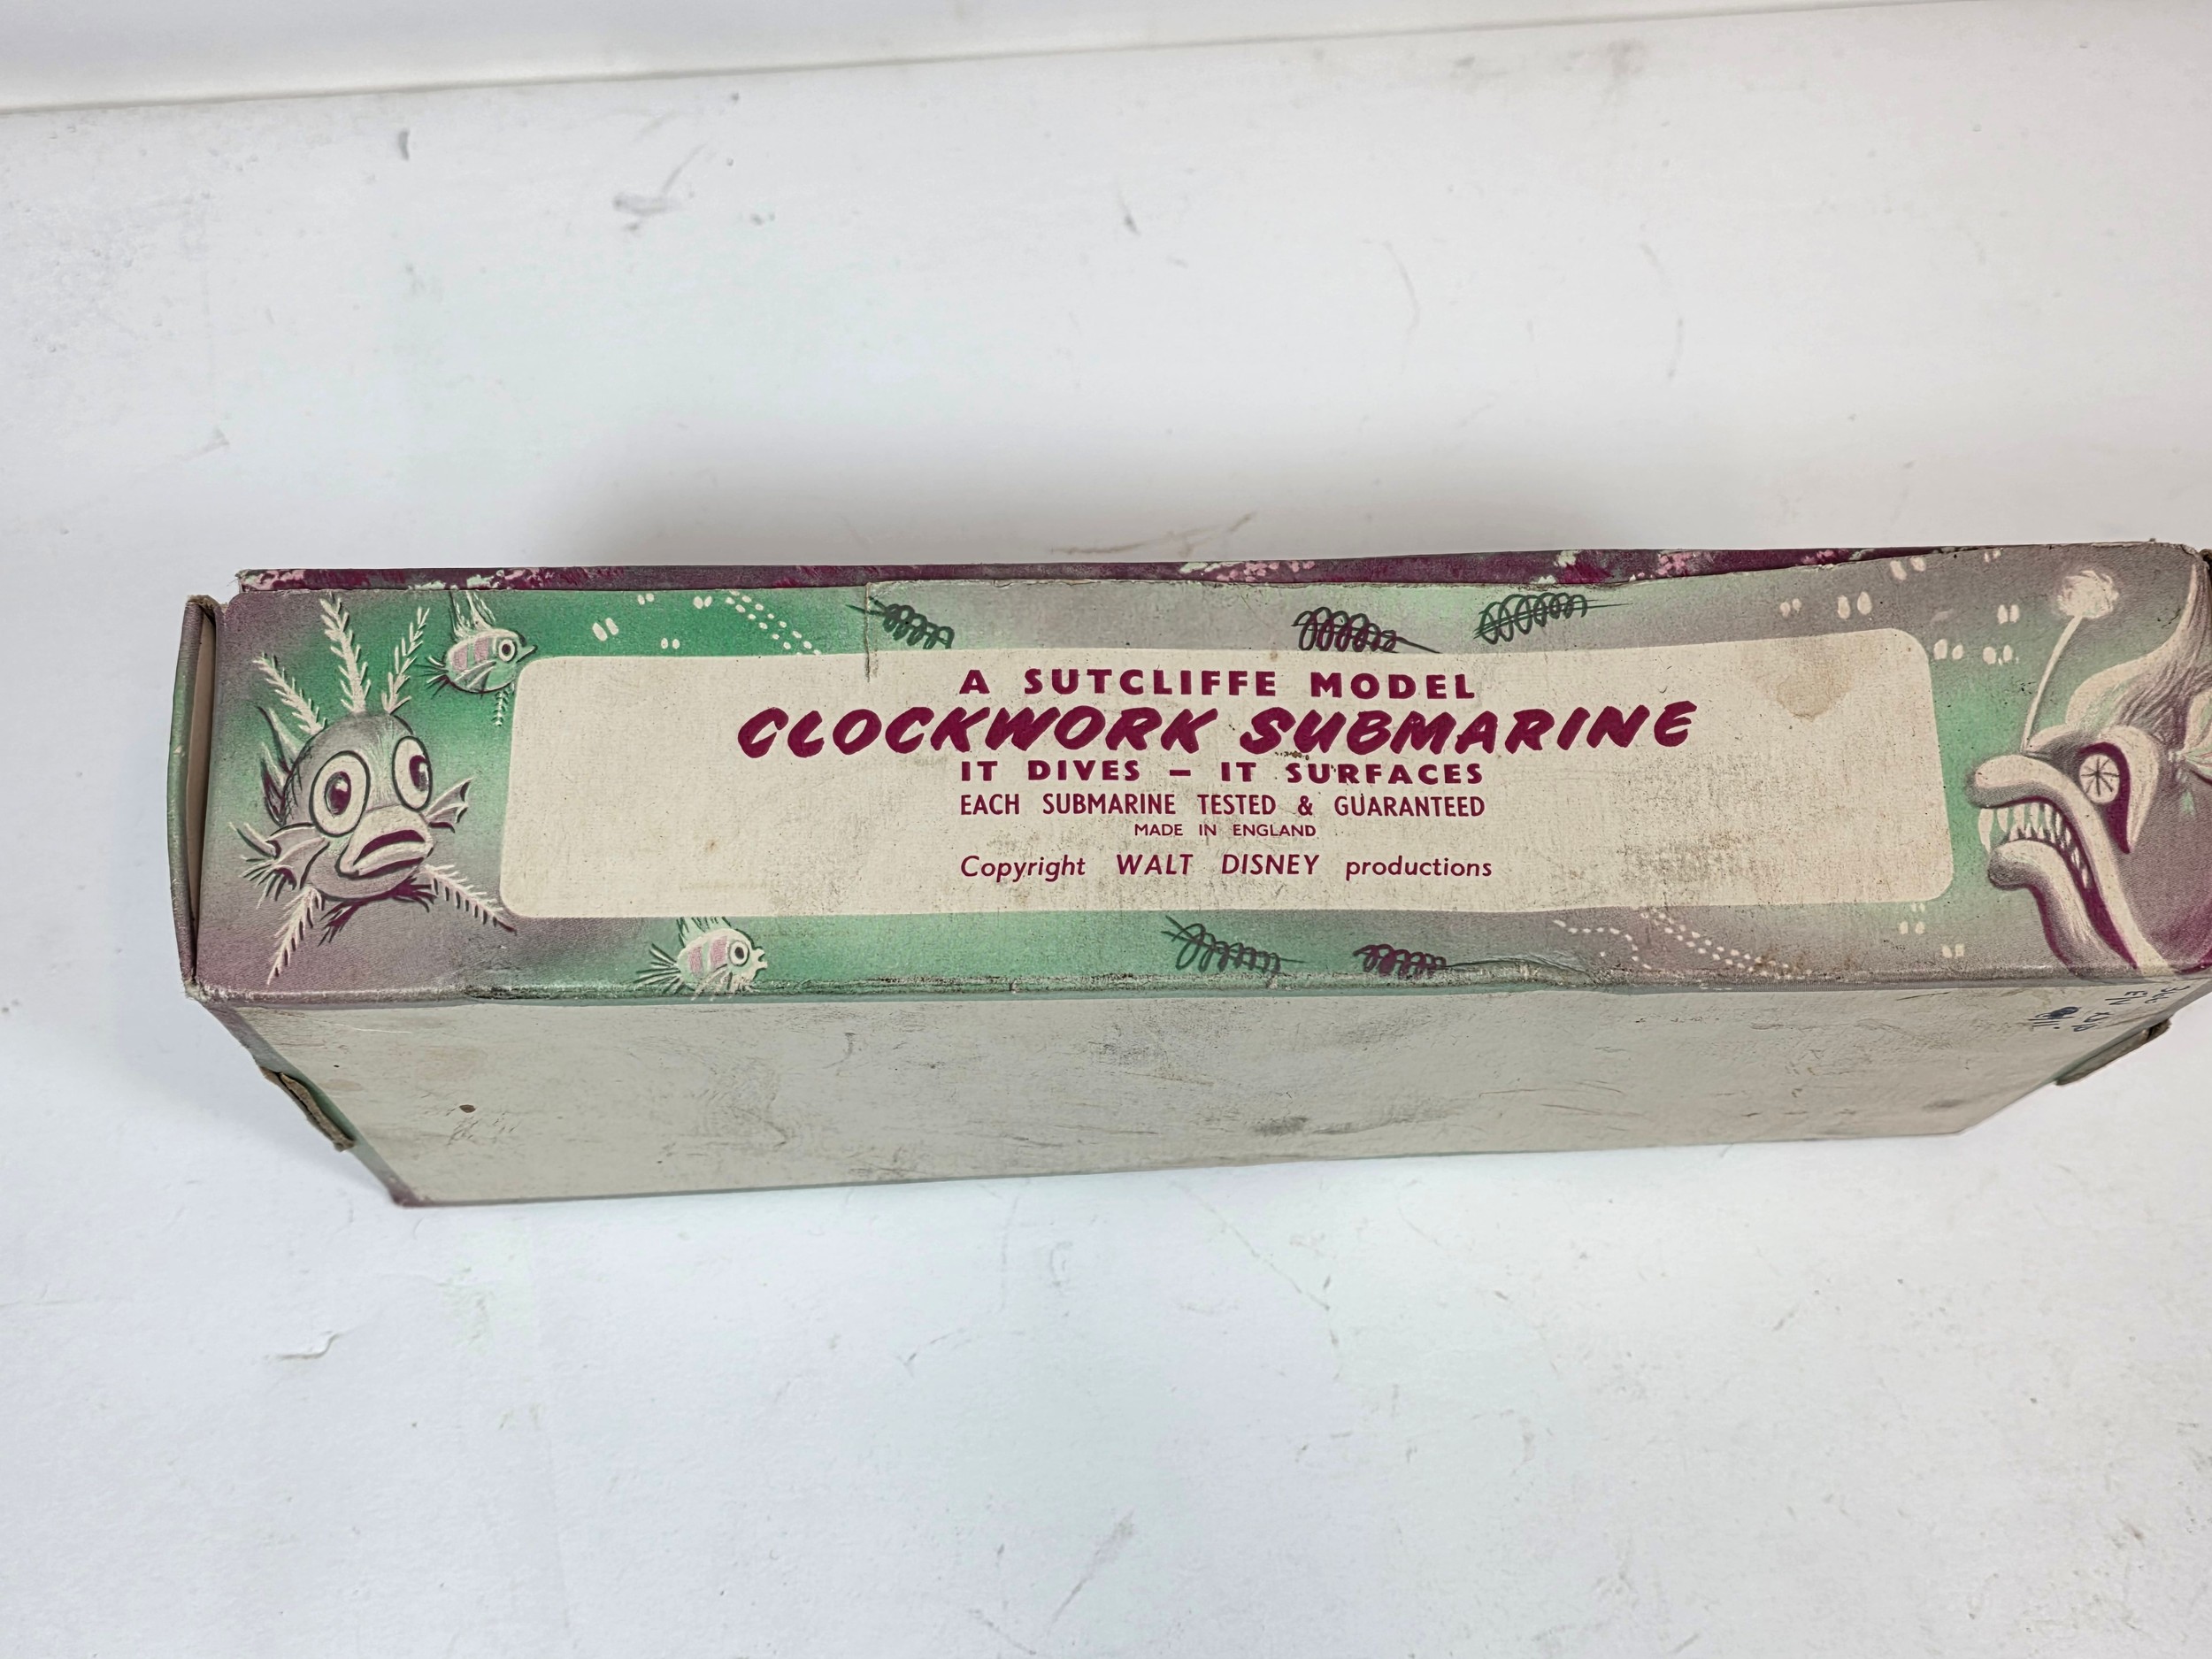 A SUTCLIFFE MODEL
CLOCKWORK SUBMARINE
IT DIVES – IT SURFACES
EACH SUBMARINE TESTED & GUARANTEED
MADE IN ENGLAND
Copyright WALT DISNEY productions